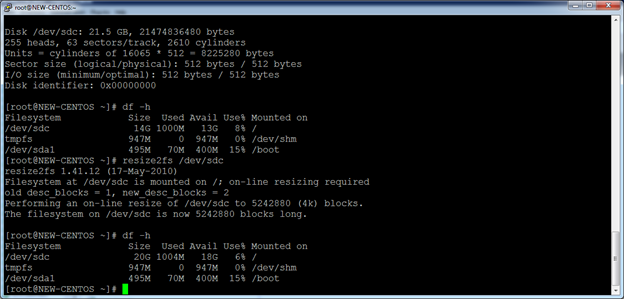 root@NEW-CENTOS:~
Disk /dev/sdc: 21.5 GB, 21474836480 bytes
255 heads, 63 sectors/track, 2610 cylinders
Units = cylinders of 16065 * 512 = 8225280 bytes
Sector size (logical/physical): 512 bytes / 512 bytes
I/O size (minimum/optimal): 512 bytes / 512 bytes
Disk identifier: 0x00000000
[root@NEW-CENTOS ~]# df -h
Filesystem Size Used Avail Use% Mounted on
/dev/sdc 14G 1000M 13G 8% /
tmpfs 947M 0 947M 0% /dev/shm
/dev/sda1 495M 70M 400M 15% /boot
[root@NEW-CENTOS ~]# resize2fs /dev/sdc
resize2fs 1.41.12 (17-May-2010)
Filesystem at /dev/sdc is mounted on /; on-line resizing required
old desc_blocks = 1, new_desc_blocks = 2
Performing an on-line resize of /dev/sdc to 5242880 (4k) blocks.
The filesystem on /dev/sdc is now 5242880 blocks long.
[root@NEW-CENTOS ~]# df -h
Filesystem Size Used Avail Use% Mounted on
/dev/sdc 20G 1004M 18G 6% /
tmpfs 947M 0 947M 0% /dev/shm
/dev/sda1 495M 70M 400M 15% /boot
[root@NEW-CENTOS ~]#